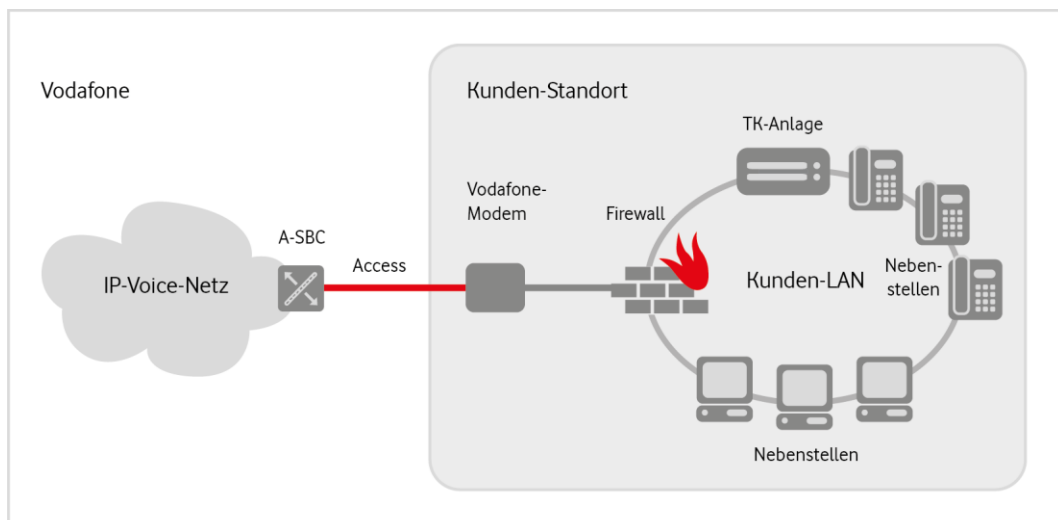 Vodafone
Kunden-Standort
TK-Anlage
Vodafone-
Modem
Firewall
A-SBC
Access
IP-Voice-Netz
Kunden-LAN
Neben-
stellen
Nebenstellen